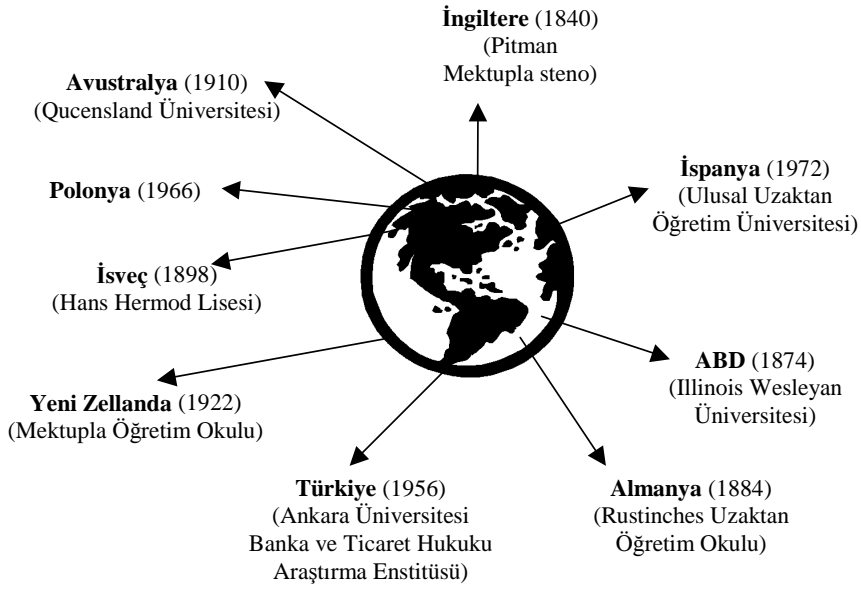 İngiltere (1840)
(Pitman
Mektupla steno)
Avustralya (1910)
(Qucensland Üniversitesi)
İspanya (1972)
(Ulusal Uzaktan
Öğretim Üniversitesi)
Polonya (1966)
İsveç (1898)
(Hans Hermod Lisesi)
ABD (1874)
(Illinois Wesleyan
Üniversitesi)
Yeni Zellanda (1922)
(Mektupla Öğretim Okulu)
Türkiye (1956)
(Ankara Üniversitesi
Banka ve Ticaret Hukuku
Araştırma Enstitüsü)
Almanya (1884)
(Rustinches Uzaktan
Öğretim Okulu)